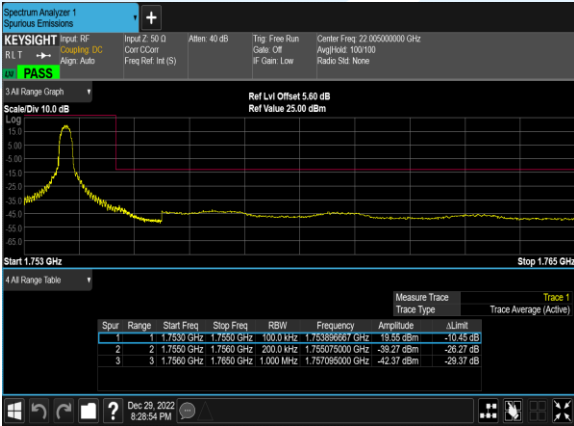 Spectrum Analyzer 1
Spurious Emissions
+
KEYSIGHT
RLT
LM PASS
Input: RF
Coupling: DC
Align: Auto
Input Z: 50 Ω
Corr CCorr
Freq Ref: Int (S)
Atten: 40 dB
Trig: Free Run
Gate: Off
IF Gain: Low
Center Freq: 22.005000000 GHz
Avg|Hold: 100/100
Radio Std: None
3 All Range Graph
Ref Lvl Offset 5.60 dB
Scale/Div 10.0 dB Ref Value 25.00 dBm
Log
15.0
5.00
-5.00
-15.0
-25.0
-35.0
-45.0
-55.0
-65.0
Start 1.753 GHz Stop 1.765 GHz
4 All Range Table
Measure Trace Trace 1
Trace Type Trace Average (Active)
Spur Range Start Freq Stop Freq RBW Frequency Amplitude ΔLimit
1 1 1.7530 GHz 1.7550 GHz 100.0 kHz 1.753896667 GHz 19.55 dBm -10.45 dB
2 2 1.7550 GHz 1.7560 GHz 200.0 kHz 1.755075000 GHz -39.27 dBm -26.27 dB
3 3 1.7560 GHz 1.7650 GHz 1.000 MHz 1.757095000 GHz -42.37 dBm -29.37 dB
? Dec 29, 2022
8:28:54 PM